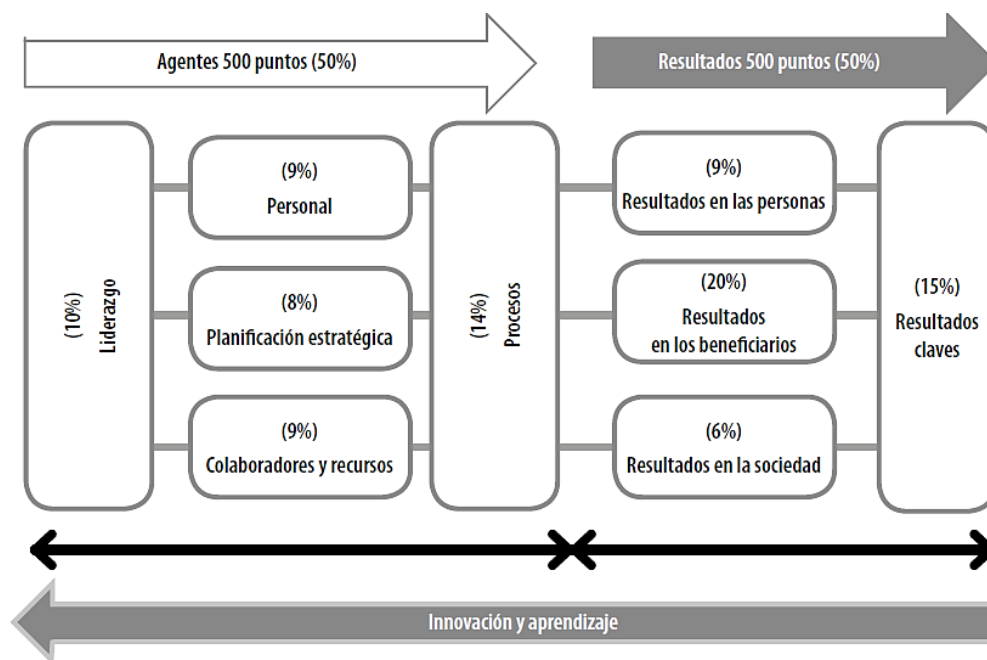 Agentes 500 puntos (50%)
Resultados 500 puntos (50%)
(10%)
Liderazgo
(9%)
Personal
(8%)
Planificación estratégica
(9%)
Colaboradores y recursos
(14%)
Procesos
(9%)
Resultados en las personas
(20%)
Resultados
en los beneficiarios
(6%)
Resultados en la sociedad
(15%)
Resultados
claves
Innovación y aprendizaje